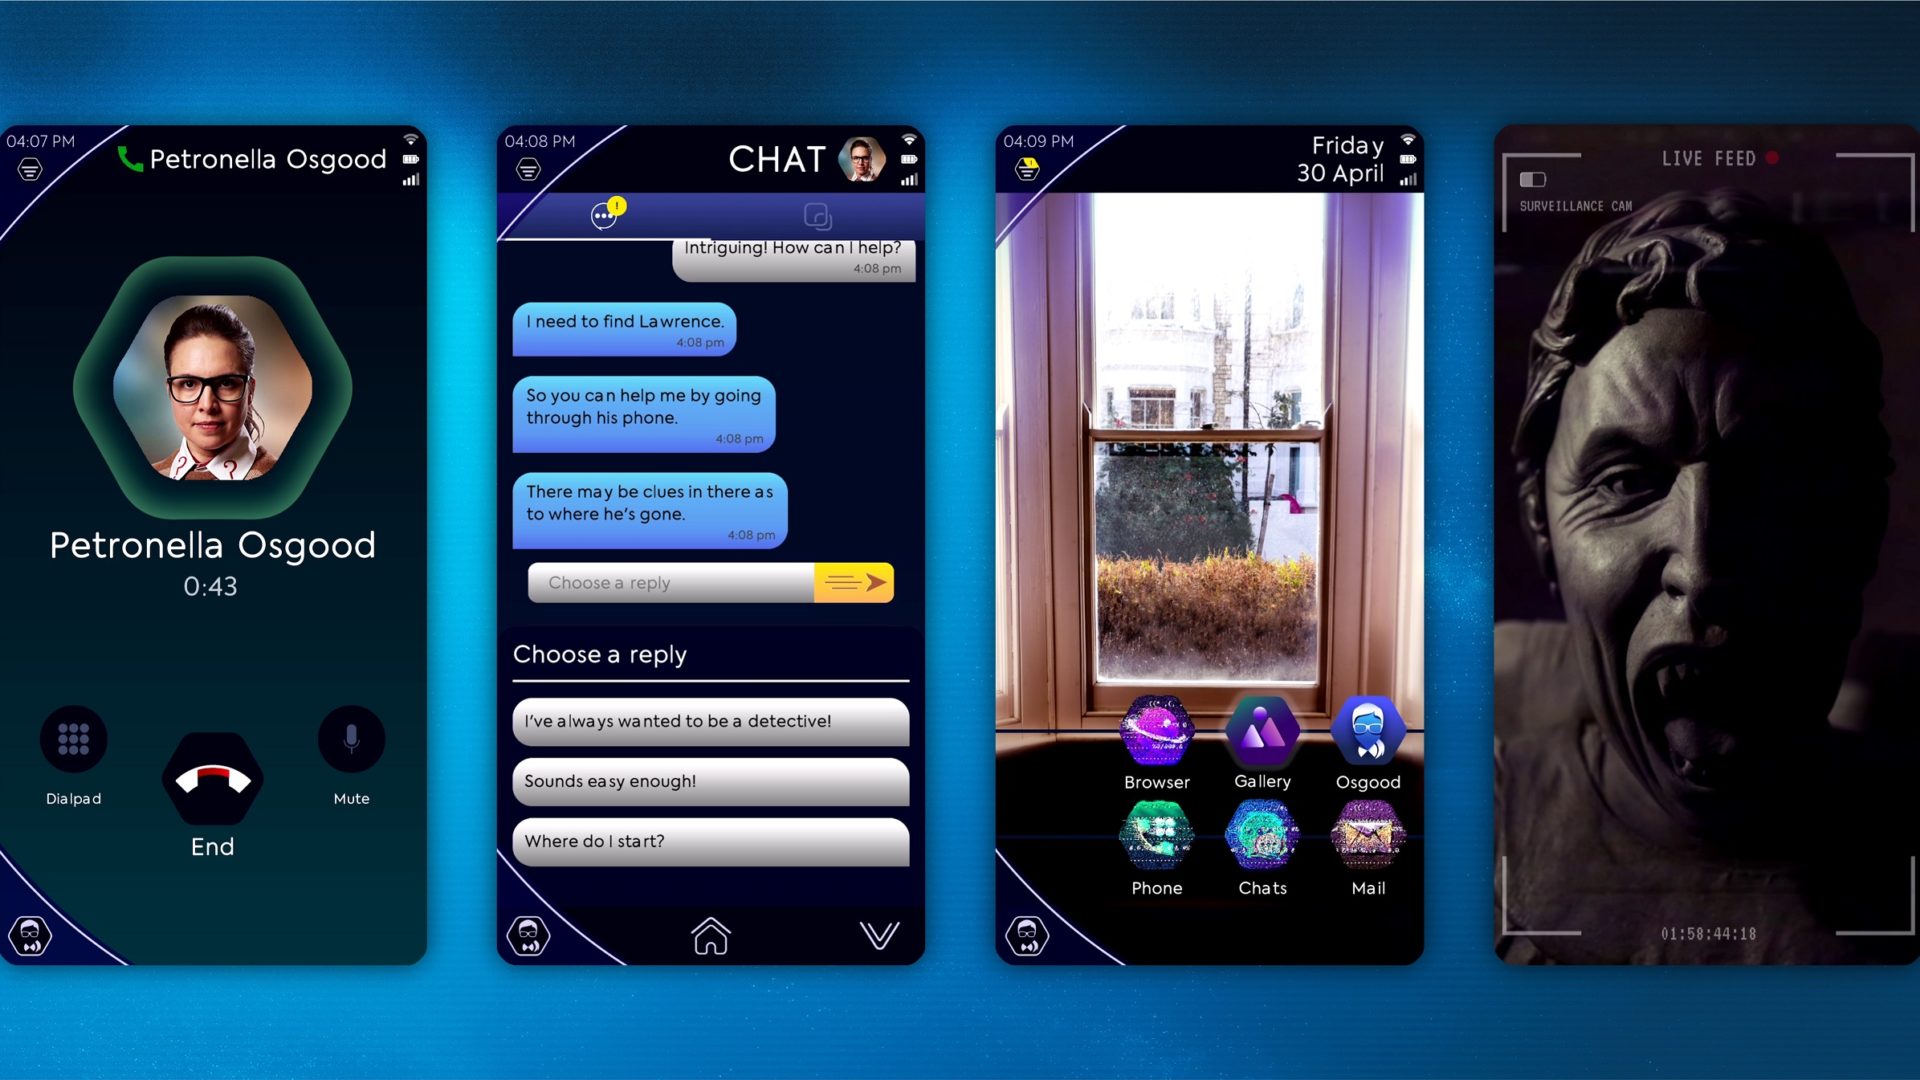 04:07 PM
Petronella Osgood
Petronella Osgood
0:43
Dialpad
Mute
End
04:08 PM
CHAT
!
Intriguing! How can I help?
4:08 pm
I need to find Lawrence.
4:08 pm
So you can help me by going
through his phone.
4:08 pm
There may be clues in there as
to where he's gone.
4:08 pm
Choose a reply
Choose a reply
I've always wanted to be a detective!
Sounds easy enough!
Where do I start?
04:09 PM
Friday
30 April
Browser
Gallery
Osgood
Phone
Chats
Mail
LIVE FEED
SURVEILLANCE CAM
01:58:44:18